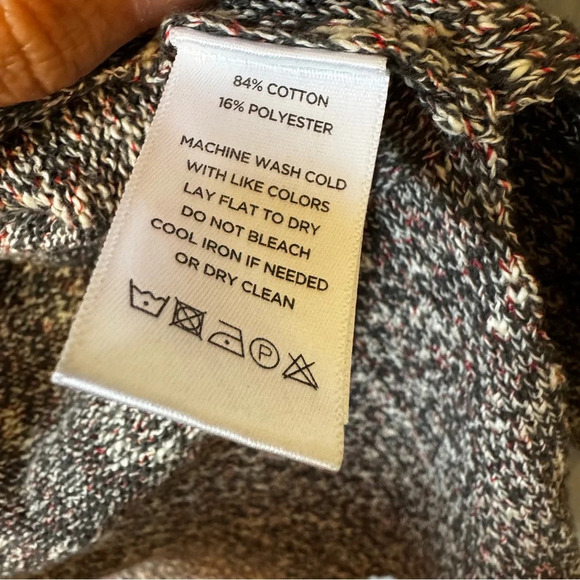 84% COTTON
16% POLYESTER
MACHINE WASH COLD
WITH LIKE COLORS
LAY FLAT TO DRY
DO NOT BLEACH
COOL IRON IF NEEDED
OR DRY CLEAN
P